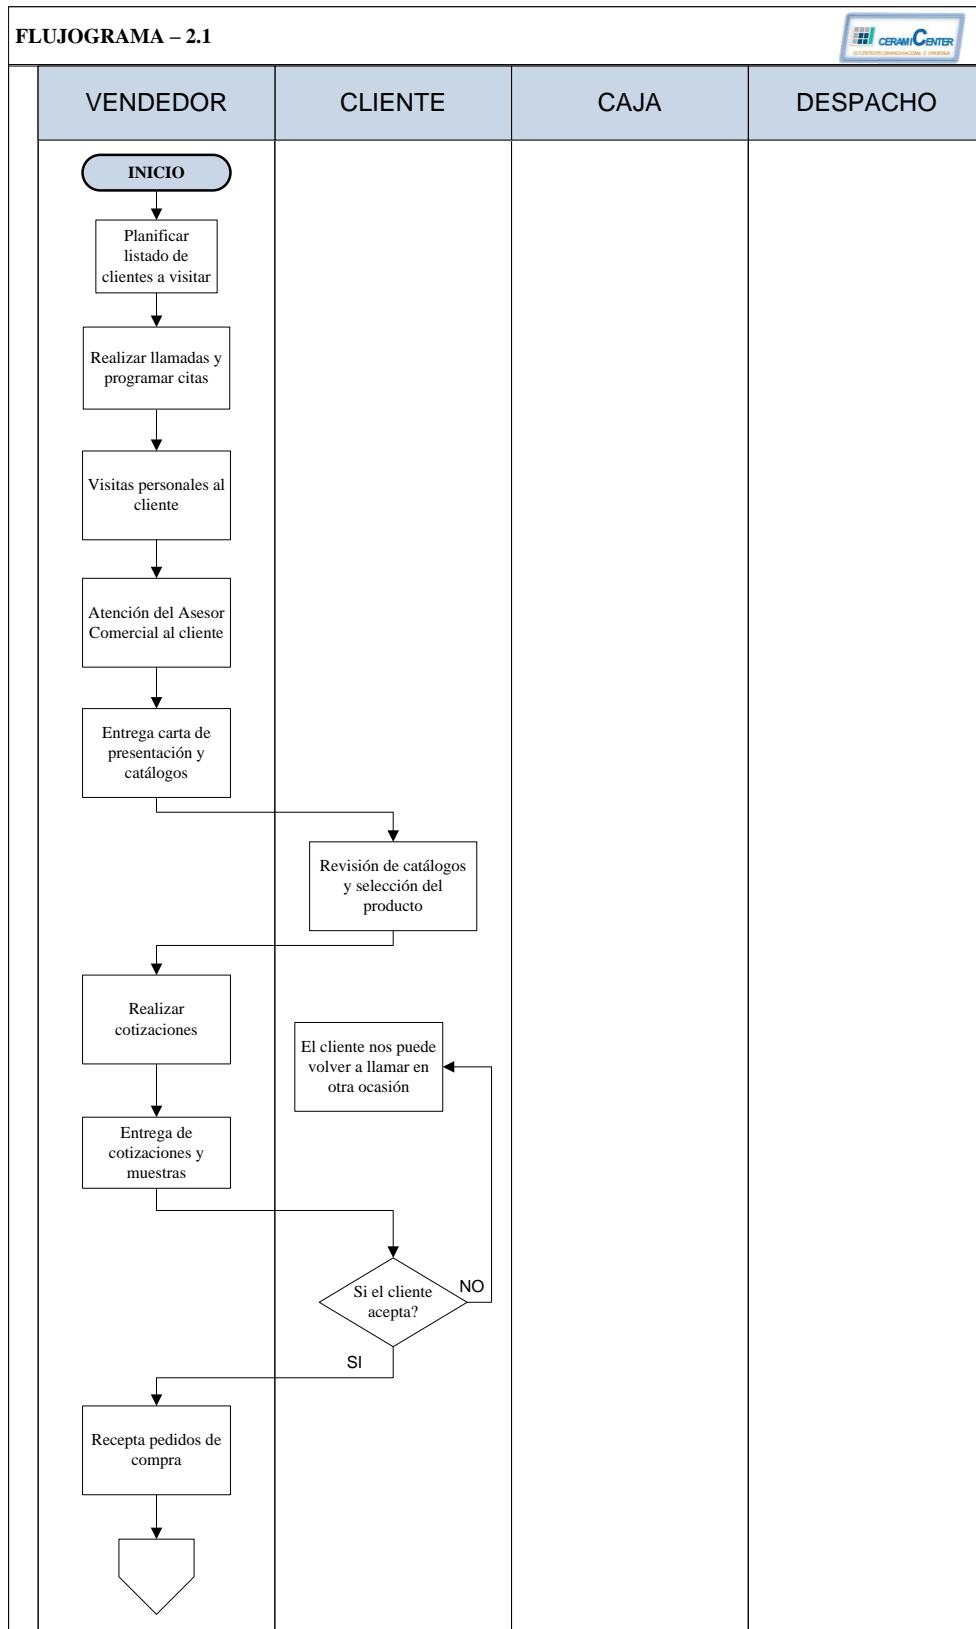 FLUJOGRAMA – 2.1
CERAMICENTER
VENDEDOR
CLIENTE
CAJA
DESPACHO
INICIO
Planificar
listado de
clientes a visitar
Realizar llamadas y
programar citas
Visitas personales al
cliente
Atención del Asesor
Comercial al cliente
Entrega carta de
presentación y
catálogos
Revisión de catálogos
y selección del
producto
Realizar
cotizaciones
El cliente nos puede
volver a llamar en
otra ocasión
Entrega de
cotizaciones y
muestras
Si el cliente
acepta?
NO
SI
Recepta pedidos de
compra